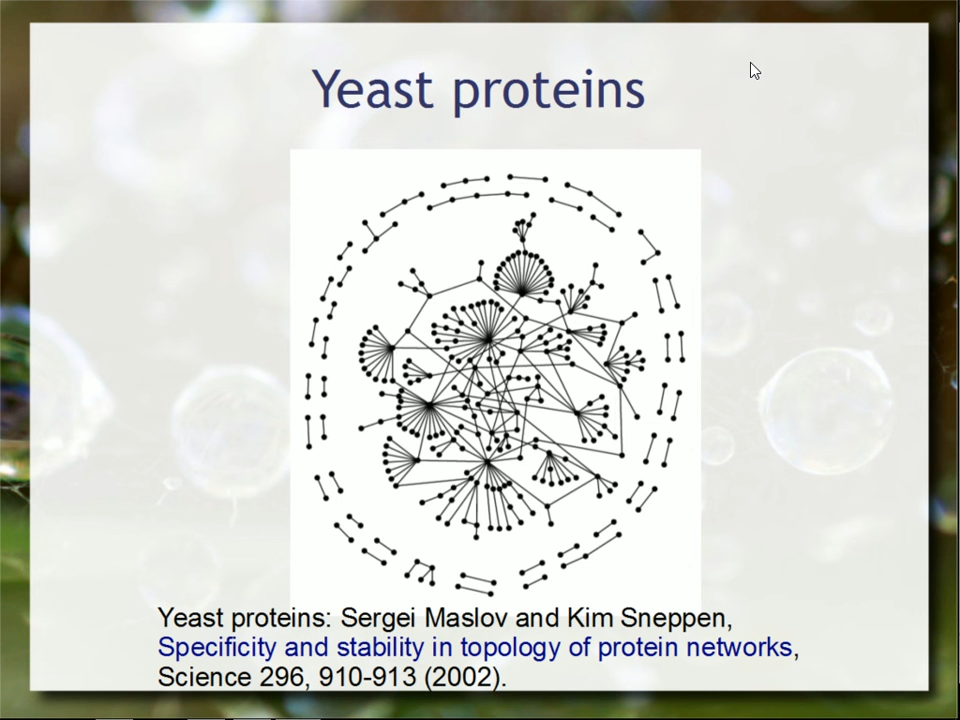 Yeast proteins
Yeast proteins: Sergei Maslov and Kim Sneppen,
Specificity and stability in topology of protein networks,
Science 296, 910-913 (2002).